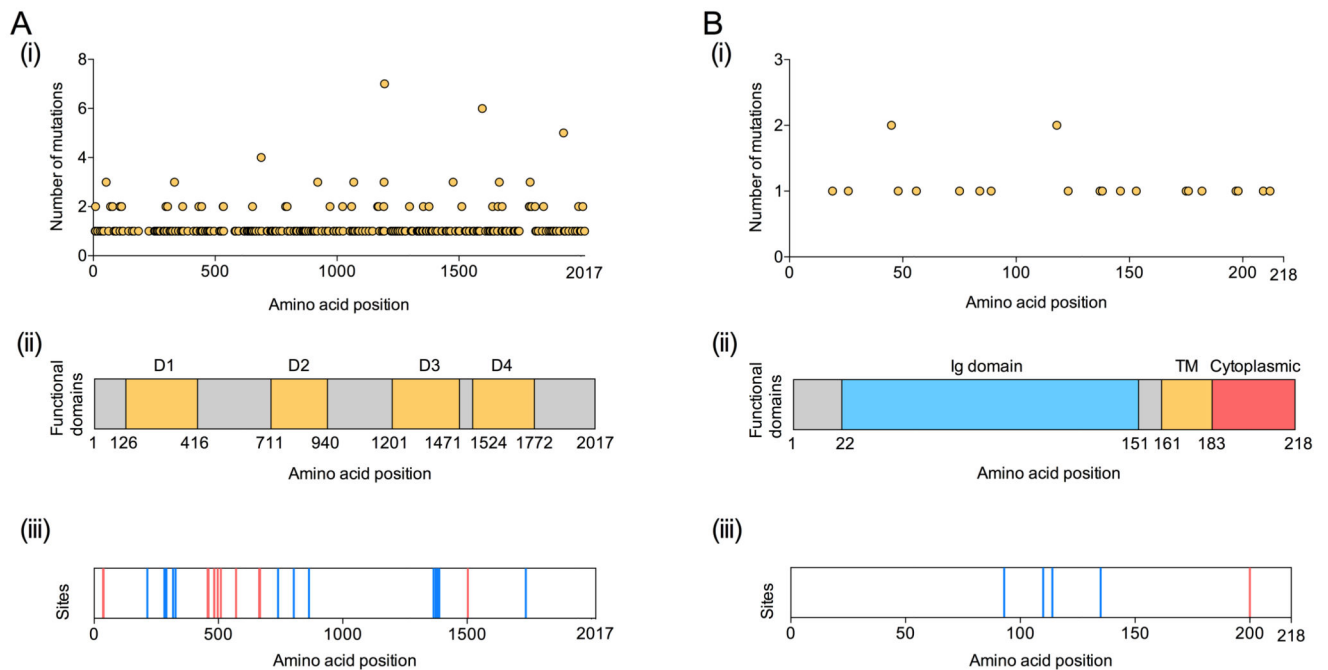 A
(i)
Number of mutations
8
6
4
2
0
0 500 1000 1500 2017
Amino acid position
(ii)
Functional
domains
D1 D2 D3 D4
1 126 416 711 940 1201 1471 1524 1772 2017
Amino acid position
(iii)
Sites
0 500 1000 1500 2017
Amino acid position
B
(i)
Number of mutations
3
2
1
0
0 50 100 150 200 218
Amino acid position
(ii)
Functional
domains
Ig domain TM Cytoplasmic
1 22 151 161 183 218
Amino acid position
(iii)
Sites
0 50 100 150 200 218
Amino acid position